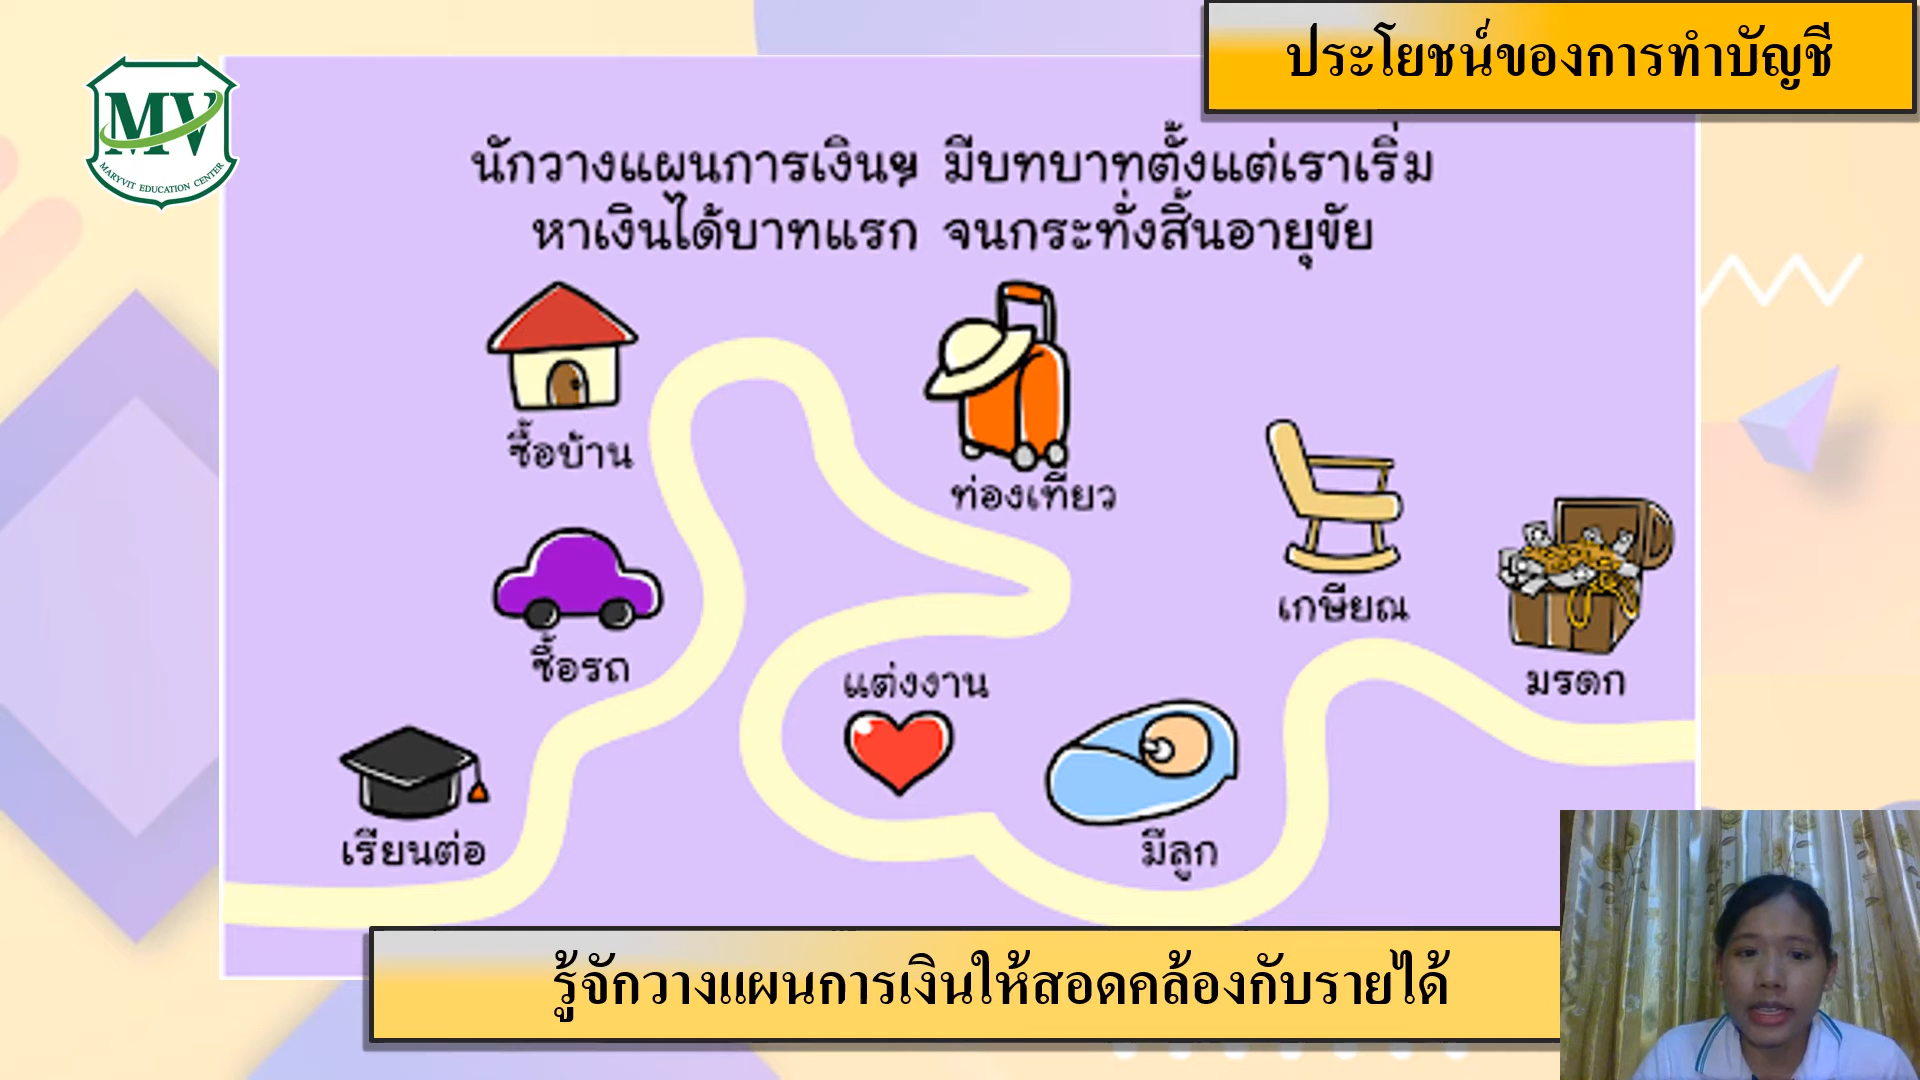 ประโยชน์ของการทำบัญชี
MV
MARYVIT EDUCATION CENTER
นักวางแผนการเงินฯ มีบทบาทตั้งแต่เราเริ่ม
หาเงินได้บาทแรก จนกระทั่งสิ้นอายุขัย
ซื้อบ้าน
ท่องเที่ยว
เกษียณ
ซื้อรถ
มรดก
แต่งงาน
เรียนต่อ
มีลูก
รู้จักวางแผนการเงินให้สอดคล้องกับรายได้